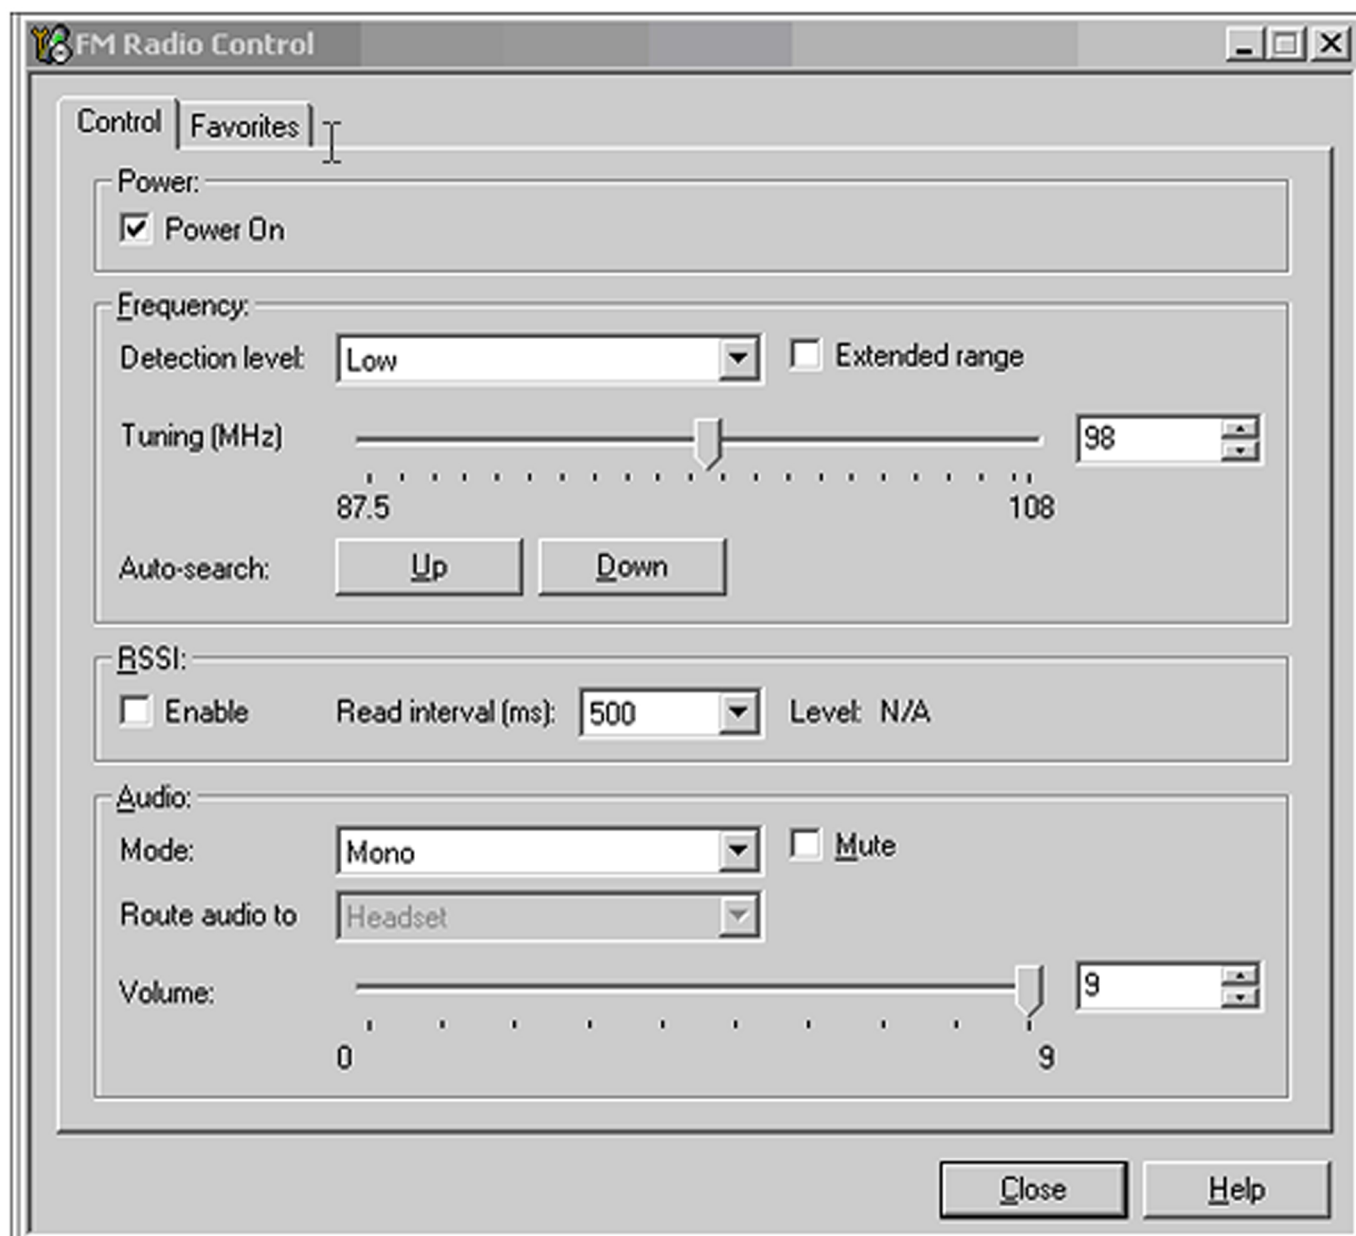 FM Radio Control
Control Favorites
Power:
Power On
Frequency:
Detection level: Low Extended range
Tuning (MHz) 98
87.5 108
Auto-search: Up Down
RSSI:
Enable Read interval (ms): 500 Level: N/A
Audio:
Mode: Mono Mute
Route audio to Headset
Volume: 9
0 9
Close Help